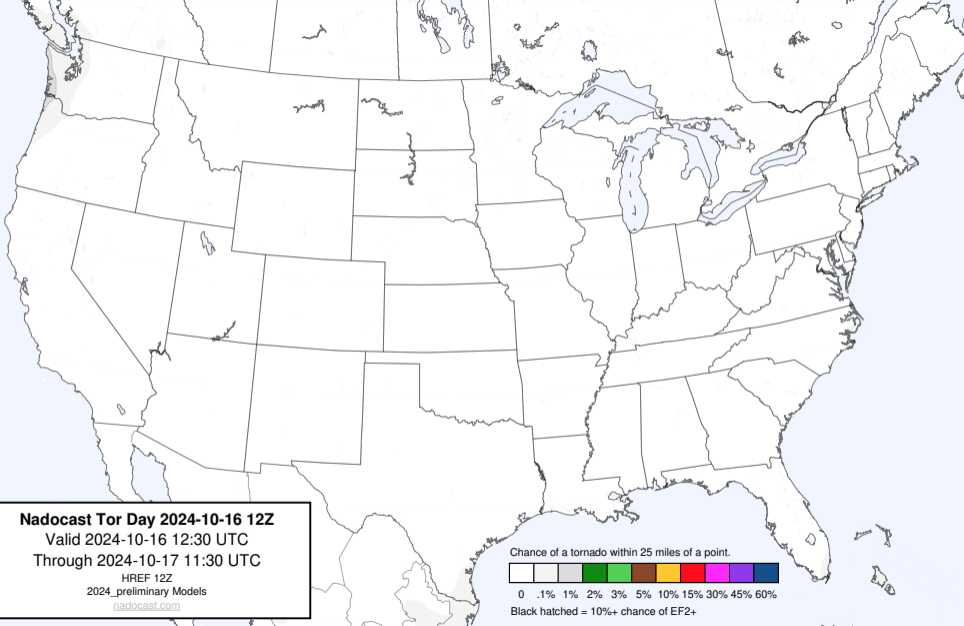 Nadocast Tor Day 2024-10-16 12Z
Valid 2024-10-16 12:30 UTC
Through 2024-10-17 11:30 UTC
HREF 12Z
2024_preliminary Models
nadocast.com
Chance of a tornado within 25 miles of a point.
0 .1% 1% 2% 3% 5% 10% 15% 30% 45% 60%
Black hatched = 10%+ chance of EF2+